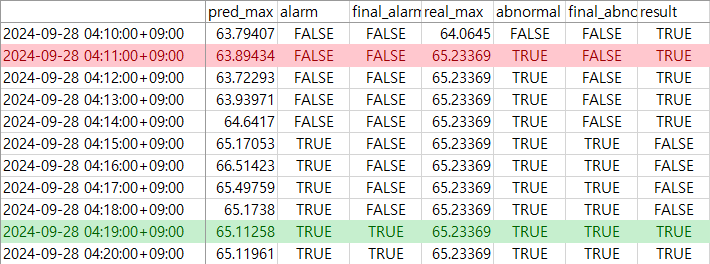 pred_max alarm final_alarm real_max abnormal final_abno result
2024-09-28 04:10:00+09:00 63.79407 FALSE FALSE 64.0645 FALSE FALSE TRUE
2024-09-28 04:11:00+09:00 63.89434 FALSE FALSE 65.23369 TRUE FALSE TRUE
2024-09-28 04:12:00+09:00 63.72293 FALSE FALSE 65.23369 TRUE FALSE TRUE
2024-09-28 04:13:00+09:00 63.93971 FALSE FALSE 65.23369 TRUE FALSE TRUE
2024-09-28 04:14:00+09:00 64.6417 FALSE FALSE 65.23369 TRUE FALSE TRUE
2024-09-28 04:15:00+09:00 65.17053 TRUE FALSE 65.23369 TRUE TRUE FALSE
2024-09-28 04:16:00+09:00 66.51423 TRUE FALSE 65.23369 TRUE TRUE FALSE
2024-09-28 04:17:00+09:00 65.49759 TRUE FALSE 65.23369 TRUE TRUE FALSE
2024-09-28 04:18:00+09:00 65.1738 TRUE FALSE 65.23369 TRUE TRUE FALSE
2024-09-28 04:19:00+09:00 65.11258 TRUE TRUE 65.23369 TRUE TRUE TRUE
2024-09-28 04:20:00+09:00 65.11961 TRUE TRUE 65.23369 TRUE TRUE TRUE